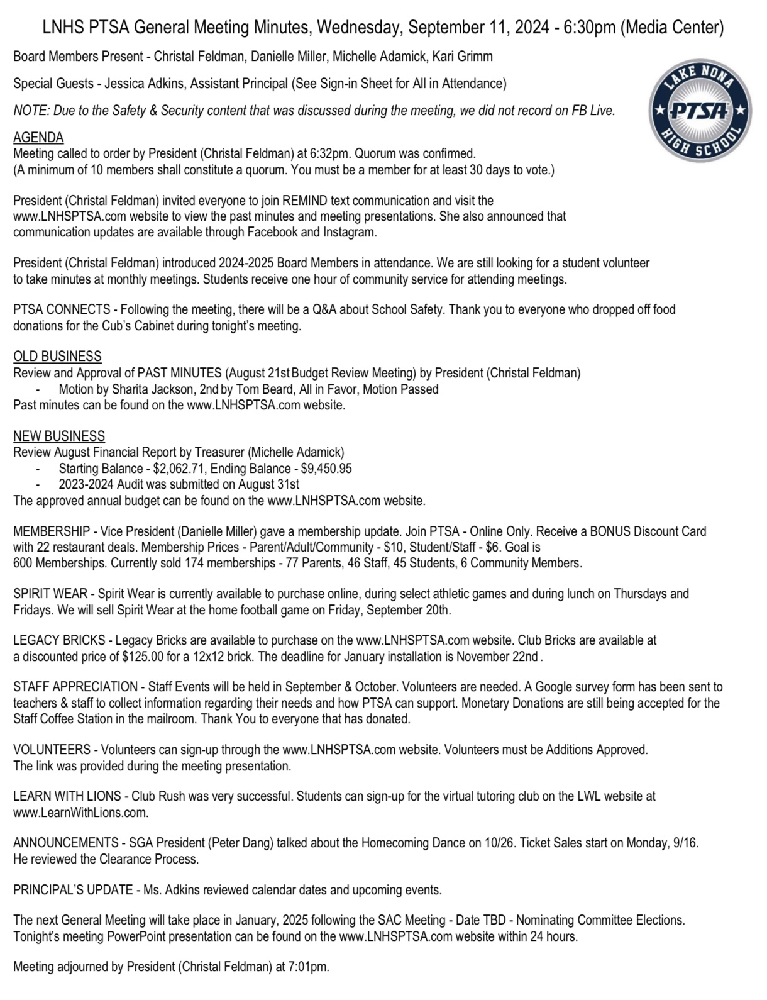 LNHS PTSA General Meeting Minutes, Wednesday, September 11, 2024 - 6:30pm (Media Center)
Board Members Present - Christal Feldman, Danielle Miller, Michelle Adamick, Kari Grimm
Special Guests - Jessica Adkins, Assistant Principal (See Sign-in Sheet for All in Attendance)
NOTE: Due to the Safety & Security content that was discussed during the meeting, we did not record on FB Live.
LAKE NONA
PTSA
HIGH SCHOOL
AGENDA
Meeting called to order by President (Christal Feldman) at 6:32pm. Quorum was confirmed.
(A minimum of 10 members shall constitute a quorum. You must be a member for at least 30 days to vote.)
President (Christal Feldman) invited everyone to join REMIND text communication and visit the
www.LNHSPTSA.com website to view the past minutes and meeting presentations. She also announced that
communication updates are available through Facebook and Instagram.
President (Christal Feldman) introduced 2024-2025 Board Members in attendance. We are still looking for a student volunteer
to take minutes at monthly meetings. Students receive one hour of community service for attending meetings.
PTSA CONNECTS - Following the meeting, there will be a Q&A about School Safety. Thank you to everyone who dropped off food
donations for the Cub's Cabinet during tonight's meeting.
OLD BUSINESS
Review and Approval of PAST MINUTES (August 21st Budget Review Meeting) by President (Christal Feldman)
- Motion by Sharita Jackson, 2nd by Tom Beard, All in Favor, Motion Passed
Past minutes can be found on the www.LNHSPTSA.com website.
NEW BUSINESS
Review August Financial Report by Treasurer (Michelle Adamick)
- Starting Balance - $2,062.71, Ending Balance - $9,450.95
- 2023-2024 Audit was submitted on August 31st
The approved annual budget can be found on the www.LNHSPTSA.com website.
MEMBERSHIP - Vice President (Danielle Miller) gave a membership update. Join PTSA - Online Only. Receive a BONUS Discount Card
with 22 restaurant deals. Membership Prices - Parent/Adult/Community - $10, Student/Staff - $6. Goal is
600 Memberships. Currently sold 174 memberships - 77 Parents, 46 Staff, 45 Students, 6 Community Members.
SPIRIT WEAR - Spirit Wear is currently available to purchase online, during select athletic games and during lunch on Thursdays and
Fridays. We will sell Spirit Wear at the home football game on Friday, September 20th.
LEGACY BRICKS - Legacy Bricks are available to purchase on the www.LNHSPTSA.com website. Club Bricks are available at
a discounted price of $125.00 for a 12x12 brick. The deadline for January installation is November 22nd .
STAFF APPRECIATION - Staff Events will be held in September & October. Volunteers are needed. A Google survey form has been sent to
teachers & staff to collect information regarding their needs and how PTSA can support. Monetary Donations are still being accepted for the
Staff Coffee Station in the mailroom. Thank You to everyone that has donated.
VOLUNTEERS - Volunteers can sign-up through the www.LNHSPTSA.com website. Volunteers must be Additions Approved.
The link was provided during the meeting presentation.
LEARN WITH LIONS - Club Rush was very successful. Students can sign-up for the virtual tutoring club on the LWL website at
www.LearnWithLions.com.
ANNOUNCEMENTS - SGA President (Peter Dang) talked about the Homecoming Dance on 10/26. Ticket Sales start on Monday, 9/16.
He reviewed the Clearance Process.
PRINCIPAL'S UPDATE - Ms. Adkins reviewed calendar dates and upcoming events.
The next General Meeting will take place in January, 2025 following the SAC Meeting - Date TBD - Nominating Committee Elections.
Tonight's meeting PowerPoint presentation can be found on the www.LNHSPTSA.com website within 24 hours.
Meeting adjourned by President (Christal Feldman) at 7:01pm.